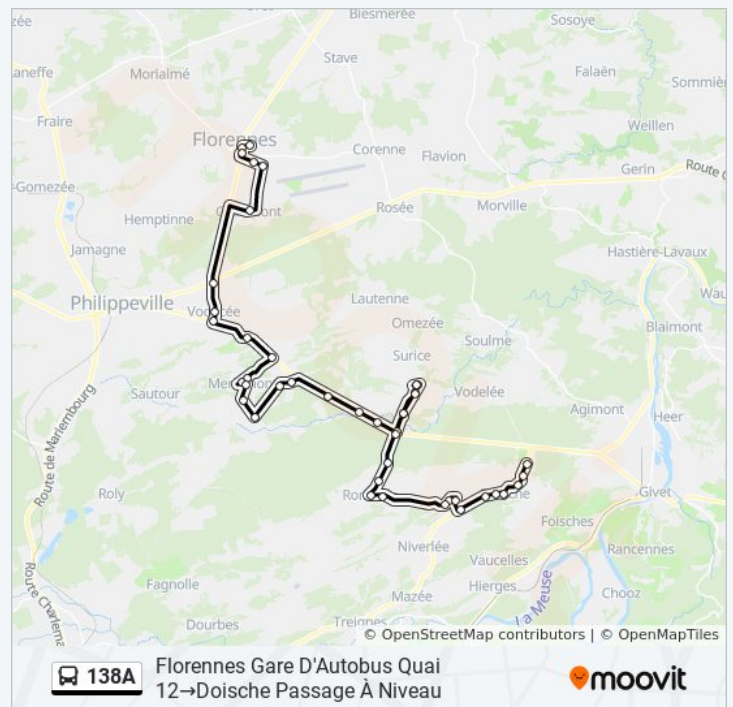 Biesmerée
Sosoye
zée
Stave
aneffe
Morialmé
Falaën
Sommièr
Fraire
Weillen
Florennes
Corenne
Flavion
Gerin
Route C
-Gomezée
Rosée
Morville
Hemptinne
Hastière-Lavaux
Jamagne
Wau
Philippeville
Lautenne
Omezée
Blaimont
Soulme
Surice
Sautour
Vodelée
Agimont
Heer
Route de Mariembourg
Roly
Givet
Foisches
Niverlée
Rancennes
Vaucelles
Fagnolle
Hierges
Chooz
Mazée
La Meuse
Route Charlema
Dourbes
Treignes
© OpenStreetMap contributors | © OpenMapTiles
138A
Florennes Gare D'Autobus Quai
12→Doische Passage À Niveau
moovit